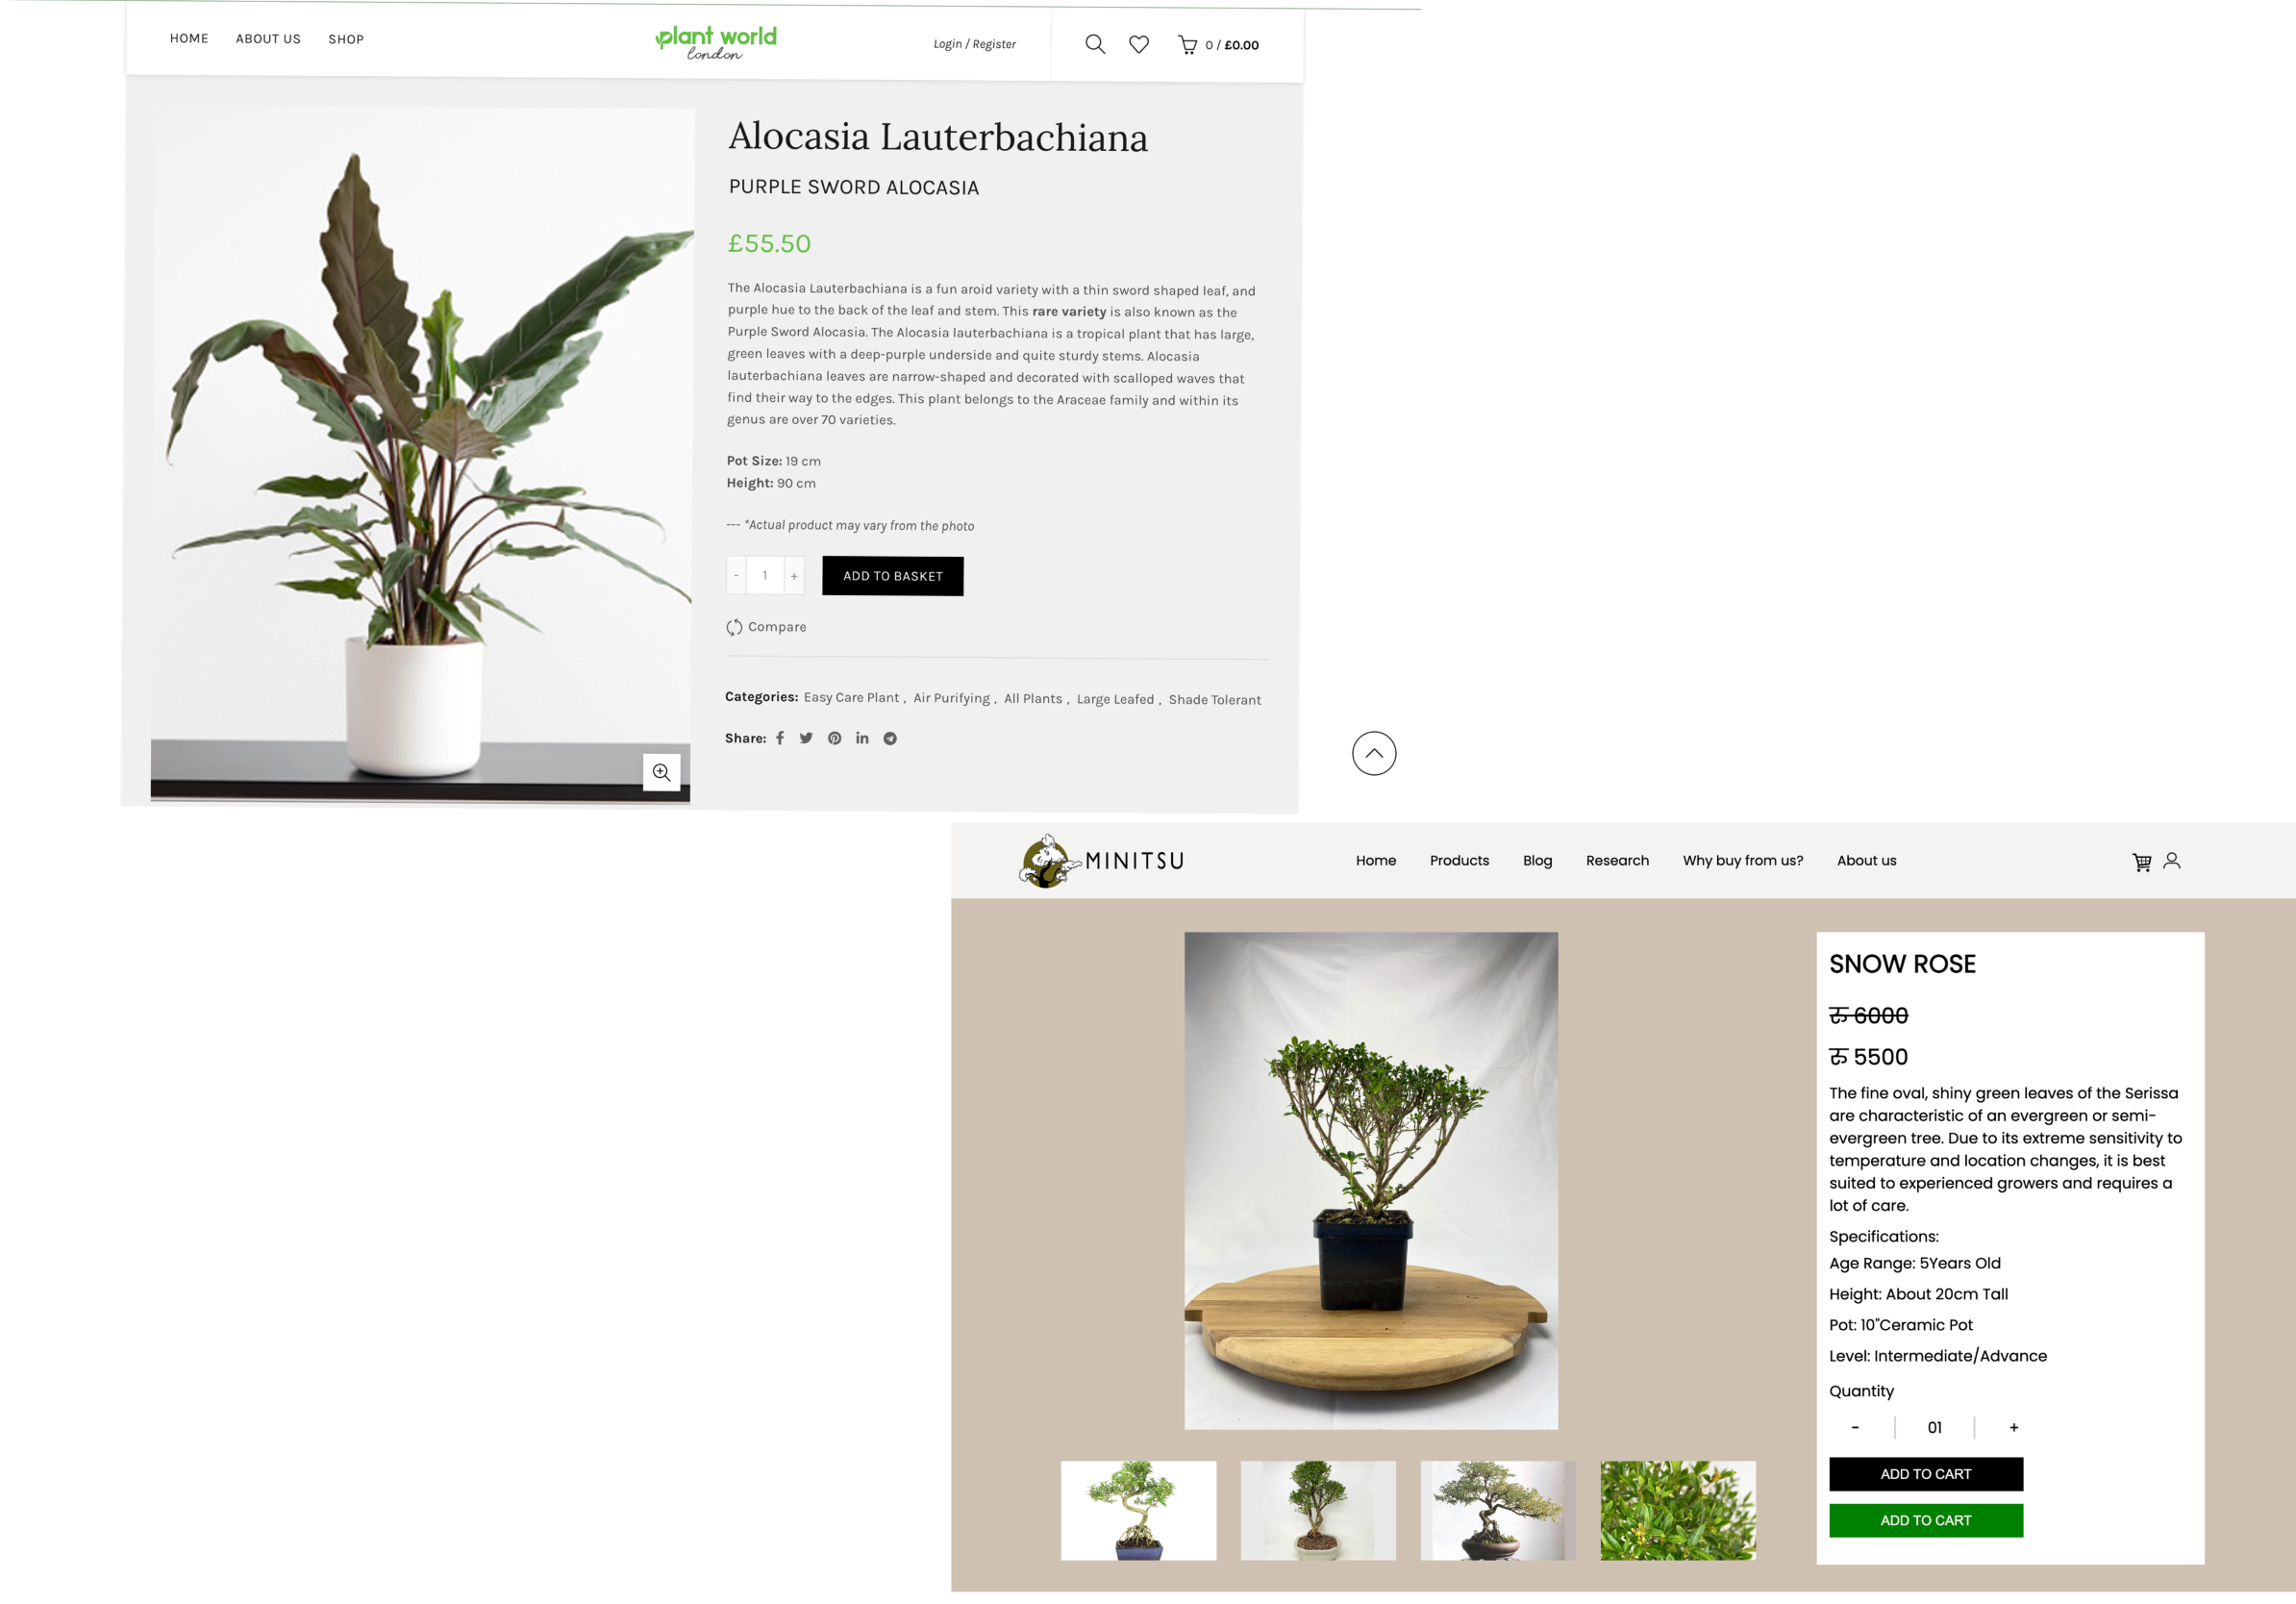 HOME ABOUT US SHOP
plant world
london
Login / Register
0 / £0.00
Alocasia Lauterbachiana
PURPLE SWORD ALOCASIA
£55.50
The Alocasia Lauterbachiana is a fun aroid variety with a thin sword shaped leaf, and
purple hue to the back of the leaf and stem. This rare variety is also known as the
Purple Sword Alocasia. The Alocasia lauterbachiana is a tropical plant that has large,
green leaves with a deep-purple underside and quite sturdy stems. Alocasia
lauterbachiana leaves are narrow-shaped and decorated with scalloped waves that
find their way to the edges. This plant belongs to the Araceae family and within its
genus are over 70 varieties.
Pot Size: 19 cm
Height: 90 cm
--- *Actual product may vary from the photo
- 1 +
ADD TO BASKET
Compare
Categories: Easy Care Plant , Air Purifying , All Plants , Large Leafed , Shade Tolerant
Share:
MINITSU
Home Products Blog Research Why buy from us? About us
SNOW ROSE
रु 6000
रु 5500
The fine oval, shiny green leaves of the Serissa
are characteristic of an evergreen or semi-
evergreen tree. Due to its extreme sensitivity to
temperature and location changes, it is best
suited to experienced growers and requires a
lot of care.
Specifications:
Age Range: 5Years Old
Height: About 20cm Tall
Pot: 10"Ceramic Pot
Level: Intermediate/Advance
Quantity
- 01 +
ADD TO CART
ADD TO CART